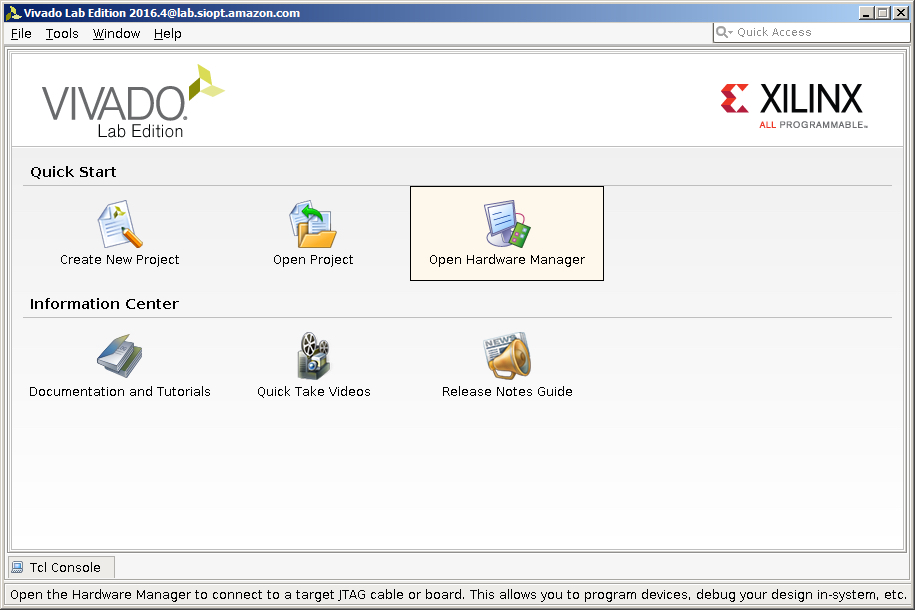 Vivado Lab Edition 2016.4@lab.siopt.amazon.com
File Tools Window Help
Quick Access
VIVADO.
Lab Edition
XILINX
ALL PROGRAMMABLE™
Quick Start
Create New Project
Open Project
Open Hardware Manager
Information Center
NEWS
Documentation and Tutorials
Quick Take Videos
Release Notes Guide
Tcl Console
Open the Hardware Manager to connect to a target JTAG cable or board. This allows you to program devices, debug your design in-system, etc.